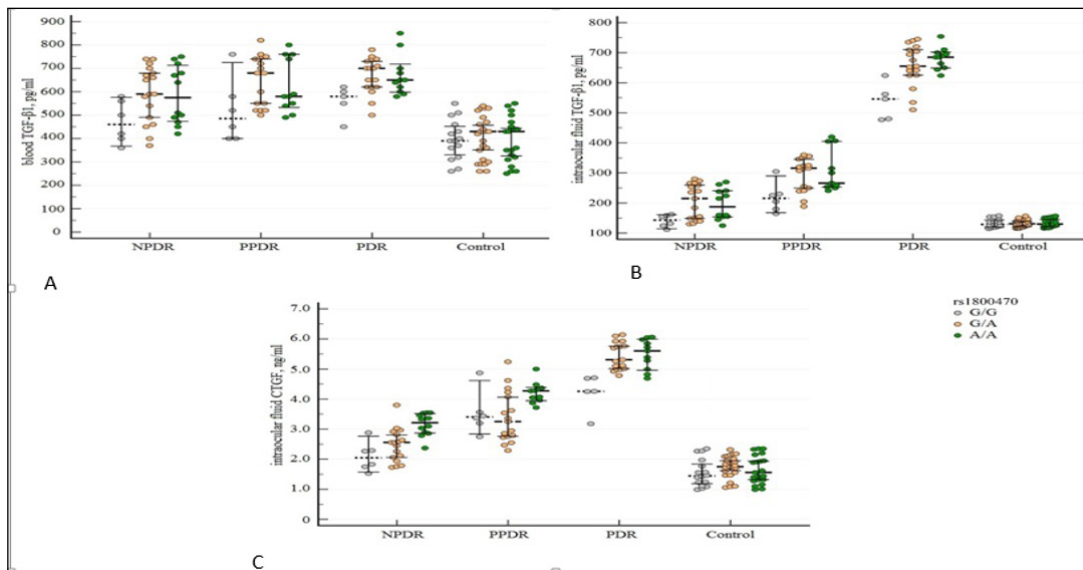 900
800
700
600
500
400
300
200
100
0
blood TGF-β1, pg/ml
NPDR PPDR PDR Control
A
800
700
600
500
400
300
200
100
intraocular fluid TGF-β1, pg/ml
NPDR PPDR PDR Control
B
7.0
6.0
5.0
4.0
3.0
2.0
1.0
0
intraocular fluid CTGF, ng/ml
NPDR PPDR PDR Control
C
rs1800470
G/G
G/A
A/A